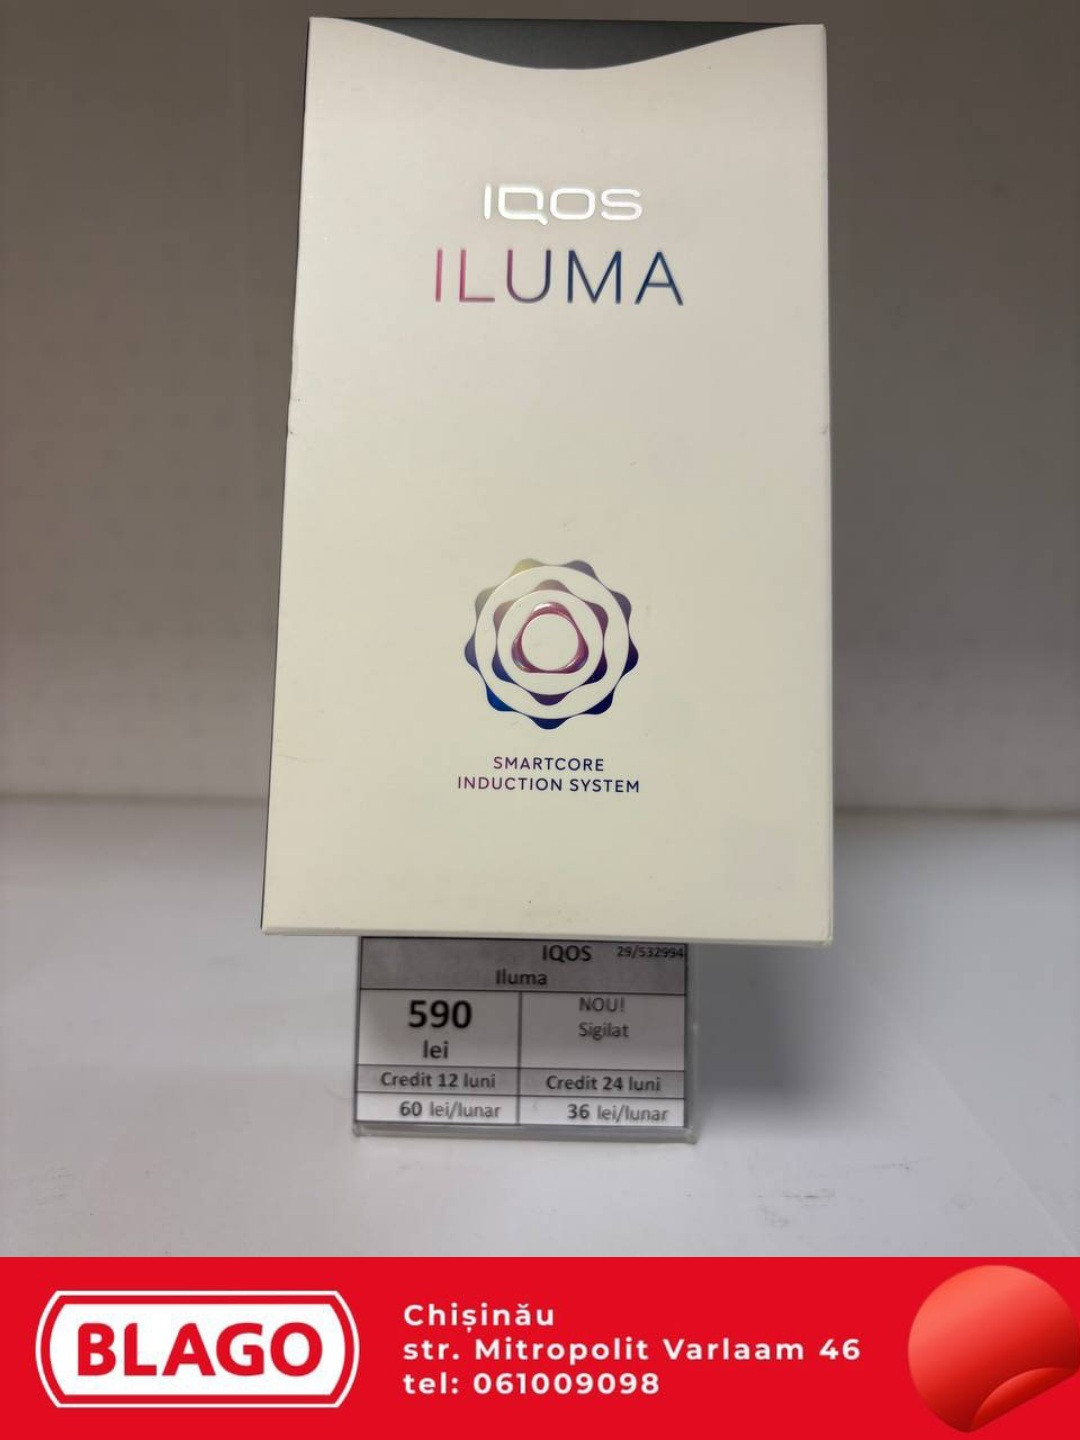 IQOS
ILUMA
SMARTCORE
INDUCTION SYSTEM
IQOS 29/532994
Iluma
590
lei
NOU!
Sigilat
Credit 12 luni
Credit 24 luni
60 lei/lunar
36 lei/lunar
BLAGO
Chișinău
str. Mitropolit Varlaam 46
tel: 061009098